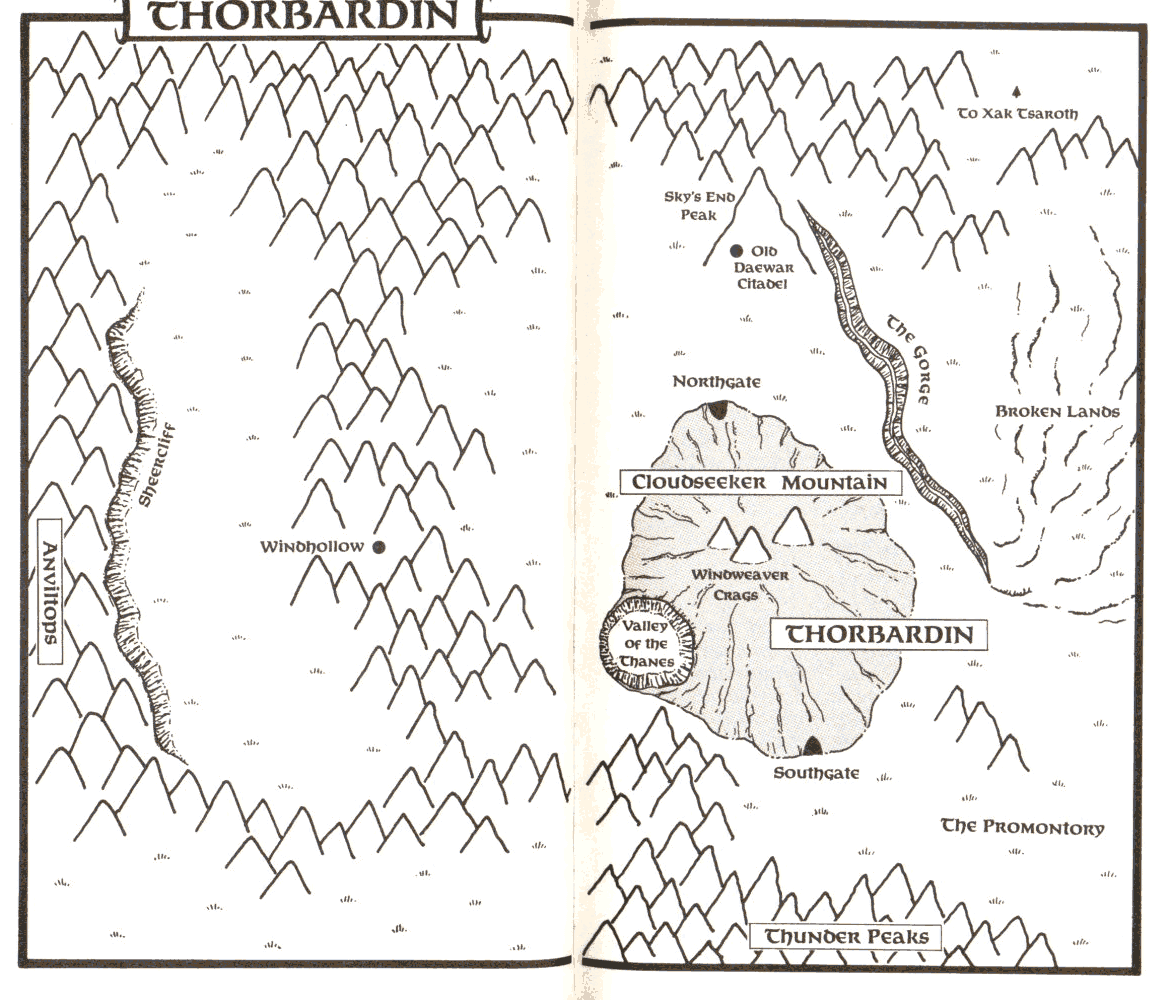 THORBARDIN
To Xak Tsaroth
Sky's End
Peak
Old
Daewar
Citadel
The Gorge
Northgate
Broken Lands
Sheercliff
Cloudseeker Mountain
Anviltops
Windhollow
Windweaver
Crags
Valley
of the
Thanes
THORBARDIN
Southgate
The Promontory
Thunder Peaks